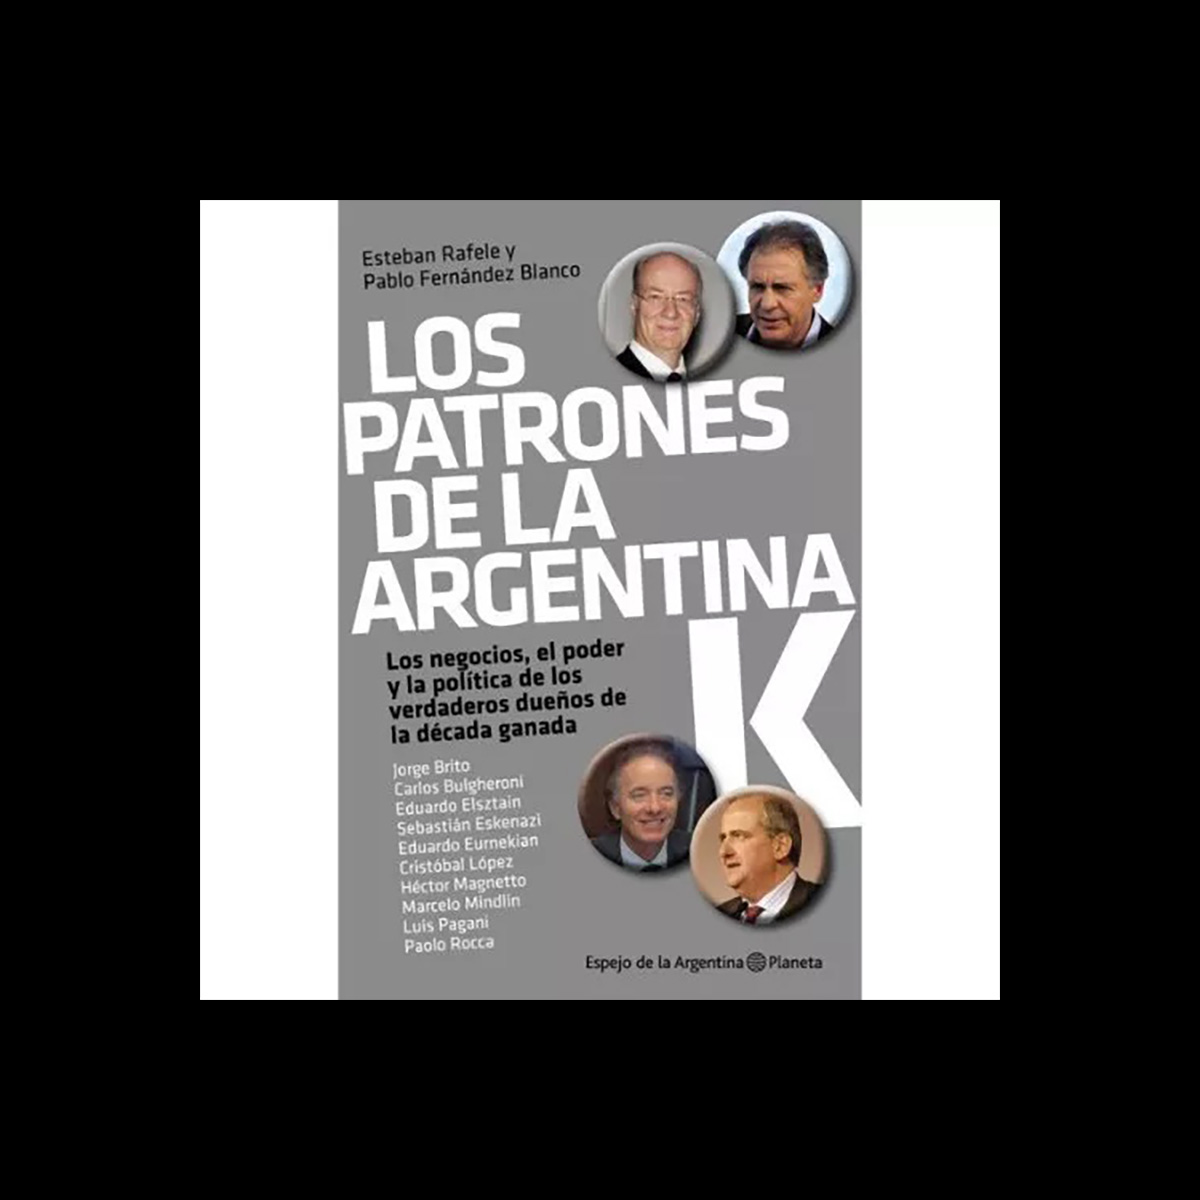 Esteban Rafele y
Pablo Fernández Blanco
LOS
PATRONES
DE LA
ARGENTINA
K
Los negocios, el poder
y la política de los
verdaderos dueños de
la década ganada
Jorge Brito
Carlos Bulgheroni
Eduardo Elsztain
Sebastián Eskenazi
Eduardo Eurnekian
Cristóbal López
Héctor Magnetto
Marcelo Mindlin
Luis Pagani
Paolo Rocca
Espejo de la Argentina Planeta